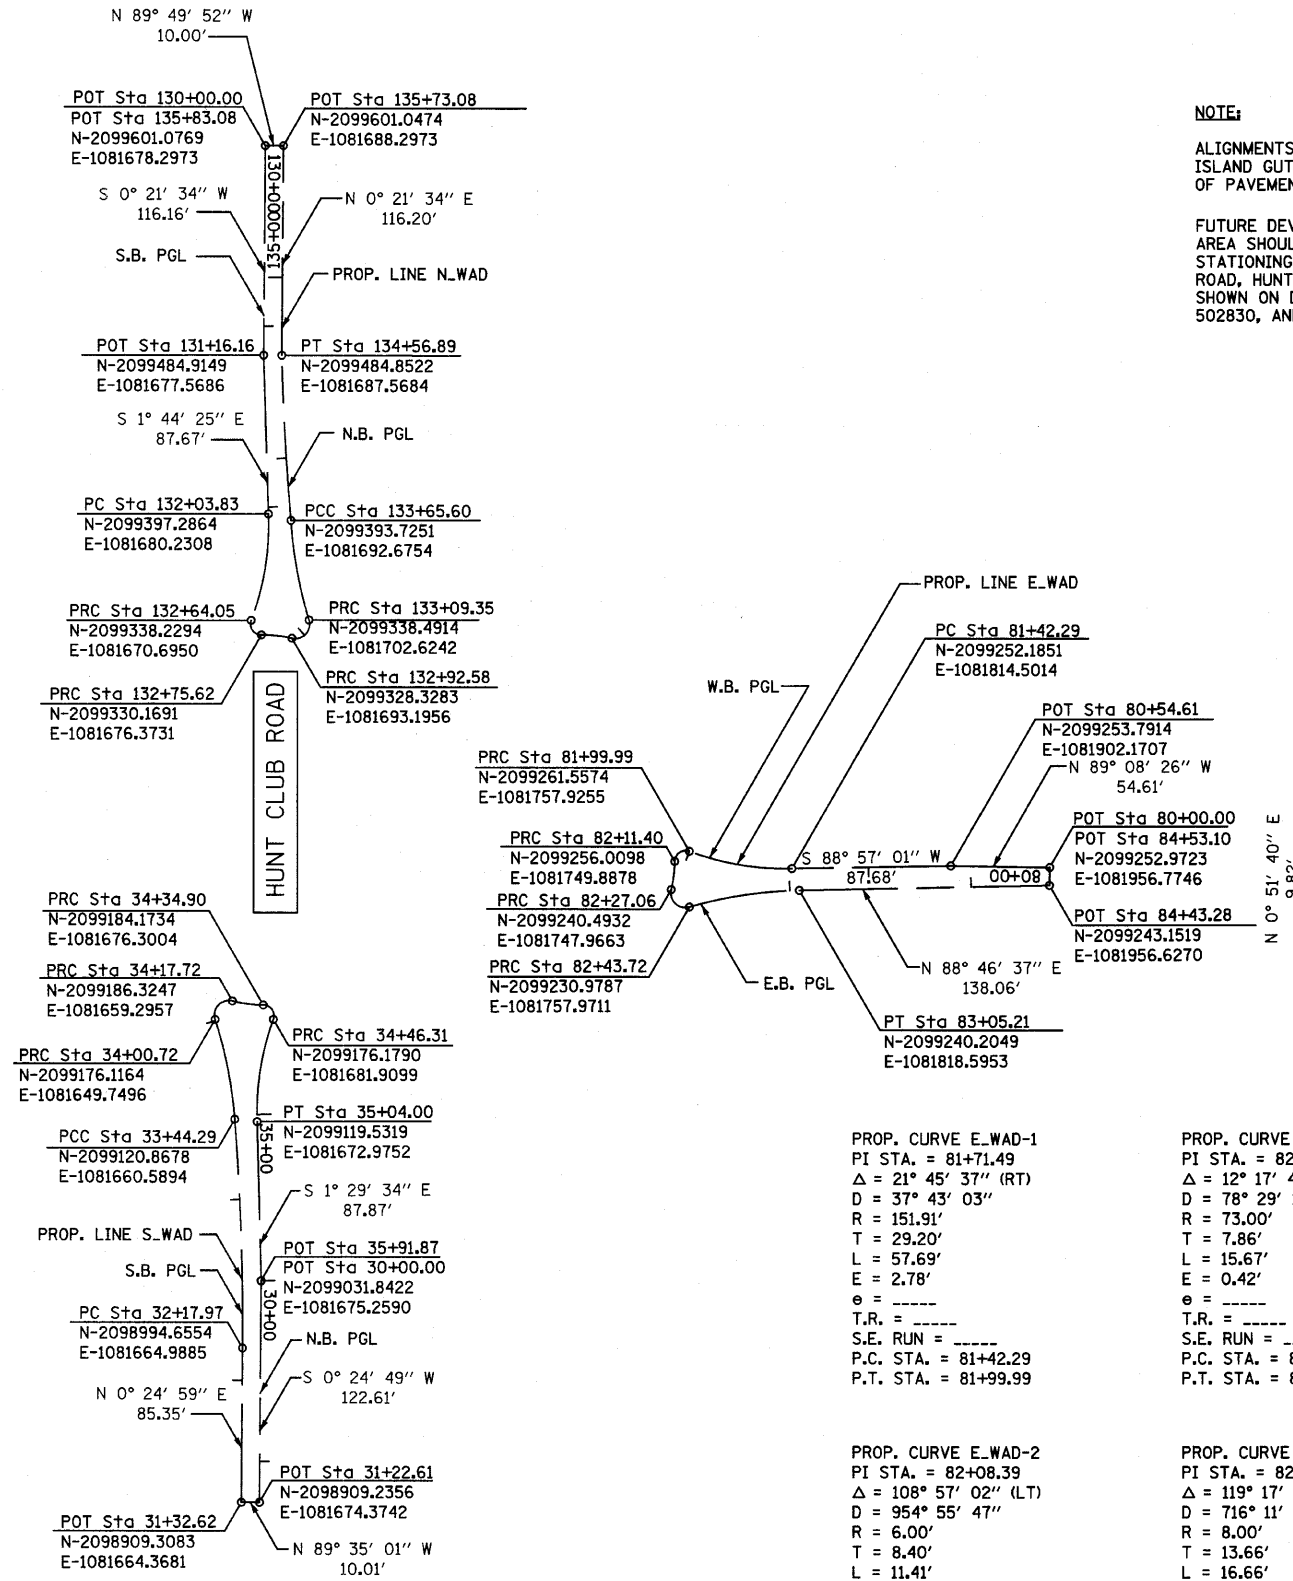 N 89° 49′ 52″ W
10.00′
POT Sta 130+00.00
POT Sta 135+83.08
N-2099601.0769
E-1081678.2973
POT Sta 135+73.08
N-2099601.0474
E-1081688.2973
130+00
135+00
S 0° 21′ 34″ W
116.16′
N 0° 21′ 34″ E
116.20′
S.B. PGL
PROP. LINE N_WAD
POT Sta 131+16.16
N-2099484.9149
E-1081677.5686
PT Sta 134+56.89
N-2099484.8522
E-1081687.5684
S 1° 44′ 25″ E
87.67′
N.B. PGL
PC Sta 132+03.83
N-2099397.2864
E-1081680.2308
PCC Sta 133+65.60
N-2099393.7251
E-1081692.6754
PRC Sta 132+64.05
N-2099338.2294
E-1081670.6950
PRC Sta 133+09.35
N-2099338.4914
E-1081702.6242
PRC Sta 132+75.62
N-2099330.1691
E-1081676.3731
PRC Sta 132+92.58
N-2099328.3283
E-1081693.1956
HUNT CLUB ROAD
NOTE:
ALIGNMENTS
ISLAND GUT
OF PAVEMEN
FUTURE DEV
AREA SHOUL
STATIONING
ROAD, HUNT
SHOWN ON D
502830, AN
PROP. LINE E_WAD
PC Sta 81+42.29
N-2099252.1851
E-1081814.5014
W.B. PGL
POT Sta 80+54.61
N-2099253.7914
E-1081902.1707
N 89° 08′ 26″ W
54.61′
PRC Sta 81+99.99
N-2099261.5574
E-1081757.9255
PRC Sta 82+11.40
N-2099256.0098
E-1081749.8878
S 88° 57′ 01″ W
87.68′
80+00
POT Sta 80+00.00
POT Sta 84+53.10
N-2099252.9723
E-1081956.7746
N 0° 51′ 40″ E
9.82′
PRC Sta 82+27.06
N-2099240.4932
E-1081747.9663
POT Sta 84+43.28
N-2099243.1519
E-1081956.6270
PRC Sta 82+43.72
N-2099230.9787
E-1081757.9711
E.B. PGL
N 88° 46′ 37″ E
138.06′
PT Sta 83+05.21
N-2099240.2049
E-1081818.5953
PRC Sta 34+34.90
N-2099184.1734
E-1081676.3004
PRC Sta 34+17.72
N-2099186.3247
E-1081659.2957
PRC Sta 34+00.72
N-2099176.1164
E-1081649.7496
PRC Sta 34+46.31
N-2099176.1790
E-1081681.9099
PCC Sta 33+44.29
N-2099120.8678
E-1081660.5894
PT Sta 35+04.00
N-2099119.5319
E-1081672.9752
35+00
S 1° 29′ 34″ E
87.87′
PROP. LINE S_WAD
S.B. PGL
POT Sta 35+91.87
POT Sta 30+00.00
N-2099031.8422
E-1081675.2590
30+00
PC Sta 32+17.97
N-2098994.6554
E-1081664.9885
N.B. PGL
N 0° 24′ 59″ E
85.35′
S 0° 24′ 49″ W
122.61′
POT Sta 31+22.61
N-2098909.2356
E-1081674.3742
POT Sta 31+32.62
N-2098909.3083
E-1081664.3681
N 89° 35′ 01″ W
10.01′
PROP. CURVE E_WAD-1
PI STA. = 81+71.49
Δ = 21° 45′ 37″ (RT)
D = 37° 43′ 03″
R = 151.91′
T = 29.20′
L = 57.69′
E = 2.78′
e = _____
T.R. = _____
S.E. RUN = _____
P.C. STA. = 81+42.29
P.T. STA. = 81+99.99
PROP. CURVE
PI STA. = 82
Δ = 12° 17′ 4
D = 78° 29′
R = 73.00′
T = 7.86′
L = 15.67′
E = 0.42′
e = _____
T.R. = _____
S.E. RUN = _
P.C. STA. = 8
P.T. STA. = 8
PROP. CURVE E_WAD-2
PI STA. = 82+08.39
Δ = 108° 57′ 02″ (LT)
D = 954° 55′ 47″
R = 6.00′
T = 8.40′
L = 11.41′
PROP. CURVE
PI STA. = 82
Δ = 119° 17′
D = 716° 11′
R = 8.00′
T = 13.66′
L = 16.66′